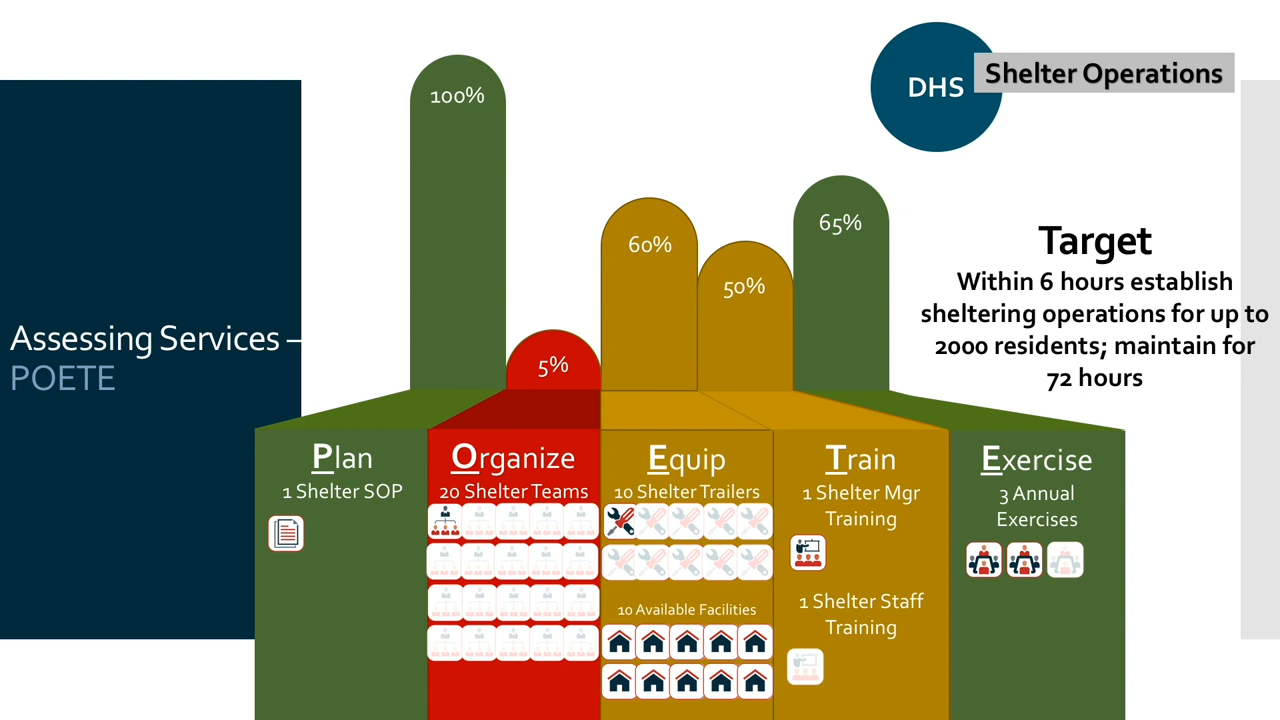 DHS
Shelter Operations
100%
5%
60%
50%
65%
Target
Within 6 hours establish
sheltering operations for up to
2000 residents; maintain for
72 hours
Assessing Services –
POETE
Plan
1 Shelter SOP
Organize
20 Shelter Teams
Equip
10 Shelter Trailers
10 Available Facilities
Train
1 Shelter Mgr
Training
1 Shelter Staff
Training
Exercise
3 Annual
Exercises